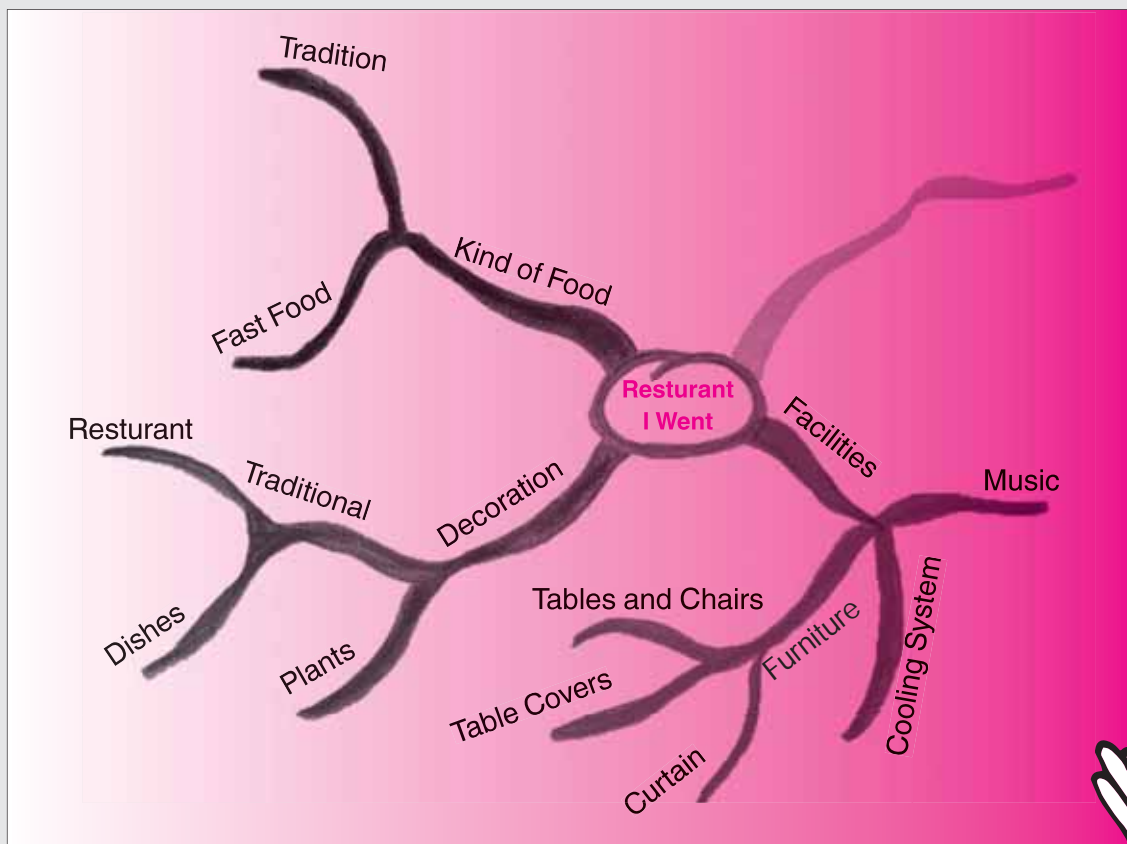 Tradition
Kind of Food
Fast Food
Resturant
I Went
Facilities
Music
Cooling System
Furniture
Tables and Chairs
Table Covers
Curtain
Decoration
Traditional
Resturant
Dishes
Plants